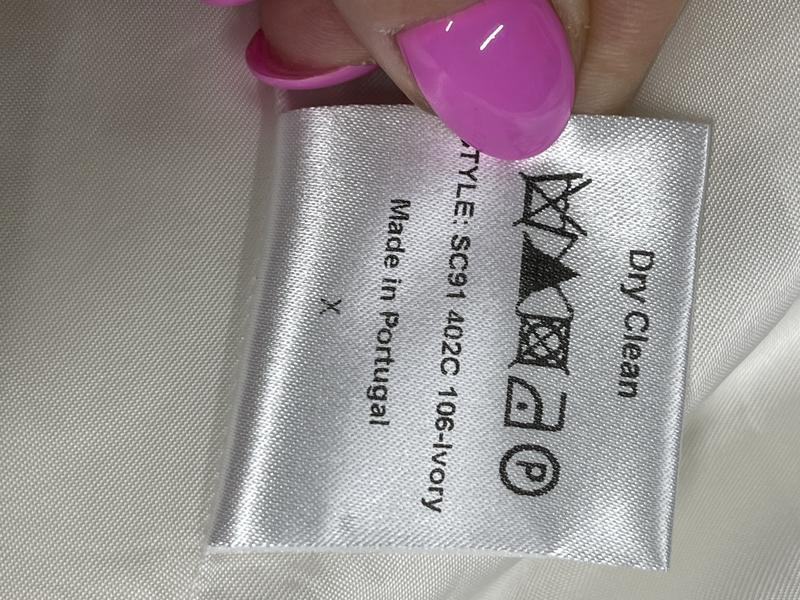 Dry Clean
P
STYLE: SC91 402C 106-Ivory
Made in Portugal
X